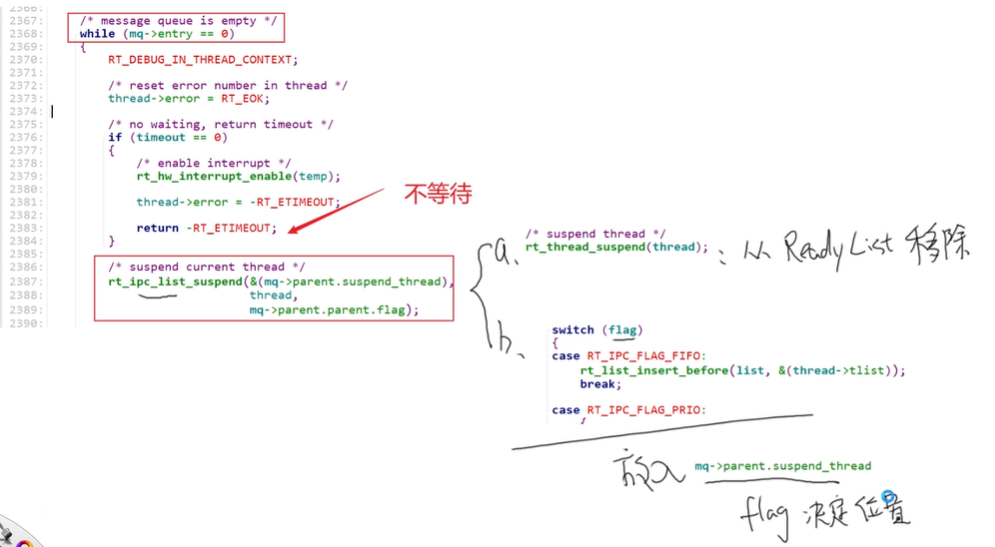 2367: /* message queue is empty */
2368: while (mq->entry == 0)
2369: {
2370: RT_DEBUG_IN_THREAD_CONTEXT;
2371:
2372: /* reset error number in thread */
2373: thread->error = RT_EOK;
2374:
2375: /* no waiting, return timeout */
2376: if (timeout == 0)
2377: {
2378: /* enable interrupt */
2379: rt_hw_interrupt_enable(temp);
2380:
2381: thread->error = -RT_ETIMEOUT;
2382:
2383: return -RT_ETIMEOUT;
2384: }
2385:
2386: /* suspend current thread */
2387: rt_ipc_list_suspend(&(mq->parent.suspend_thread),
2388: thread,
2389: mq->parent.parent.flag);
2390:
不等待
a、 /* suspend thread */
rt_thread_suspend(thread); : 从 ReadyList 移除
b、 switch (flag)
{
case RT_IPC_FLAG_FIFO:
rt_list_insert_before(list, &(thread->tlist));
break;
case RT_IPC_FLAG_PRIO:
放入 mq->parent.suspend_thread
flag 决定位置